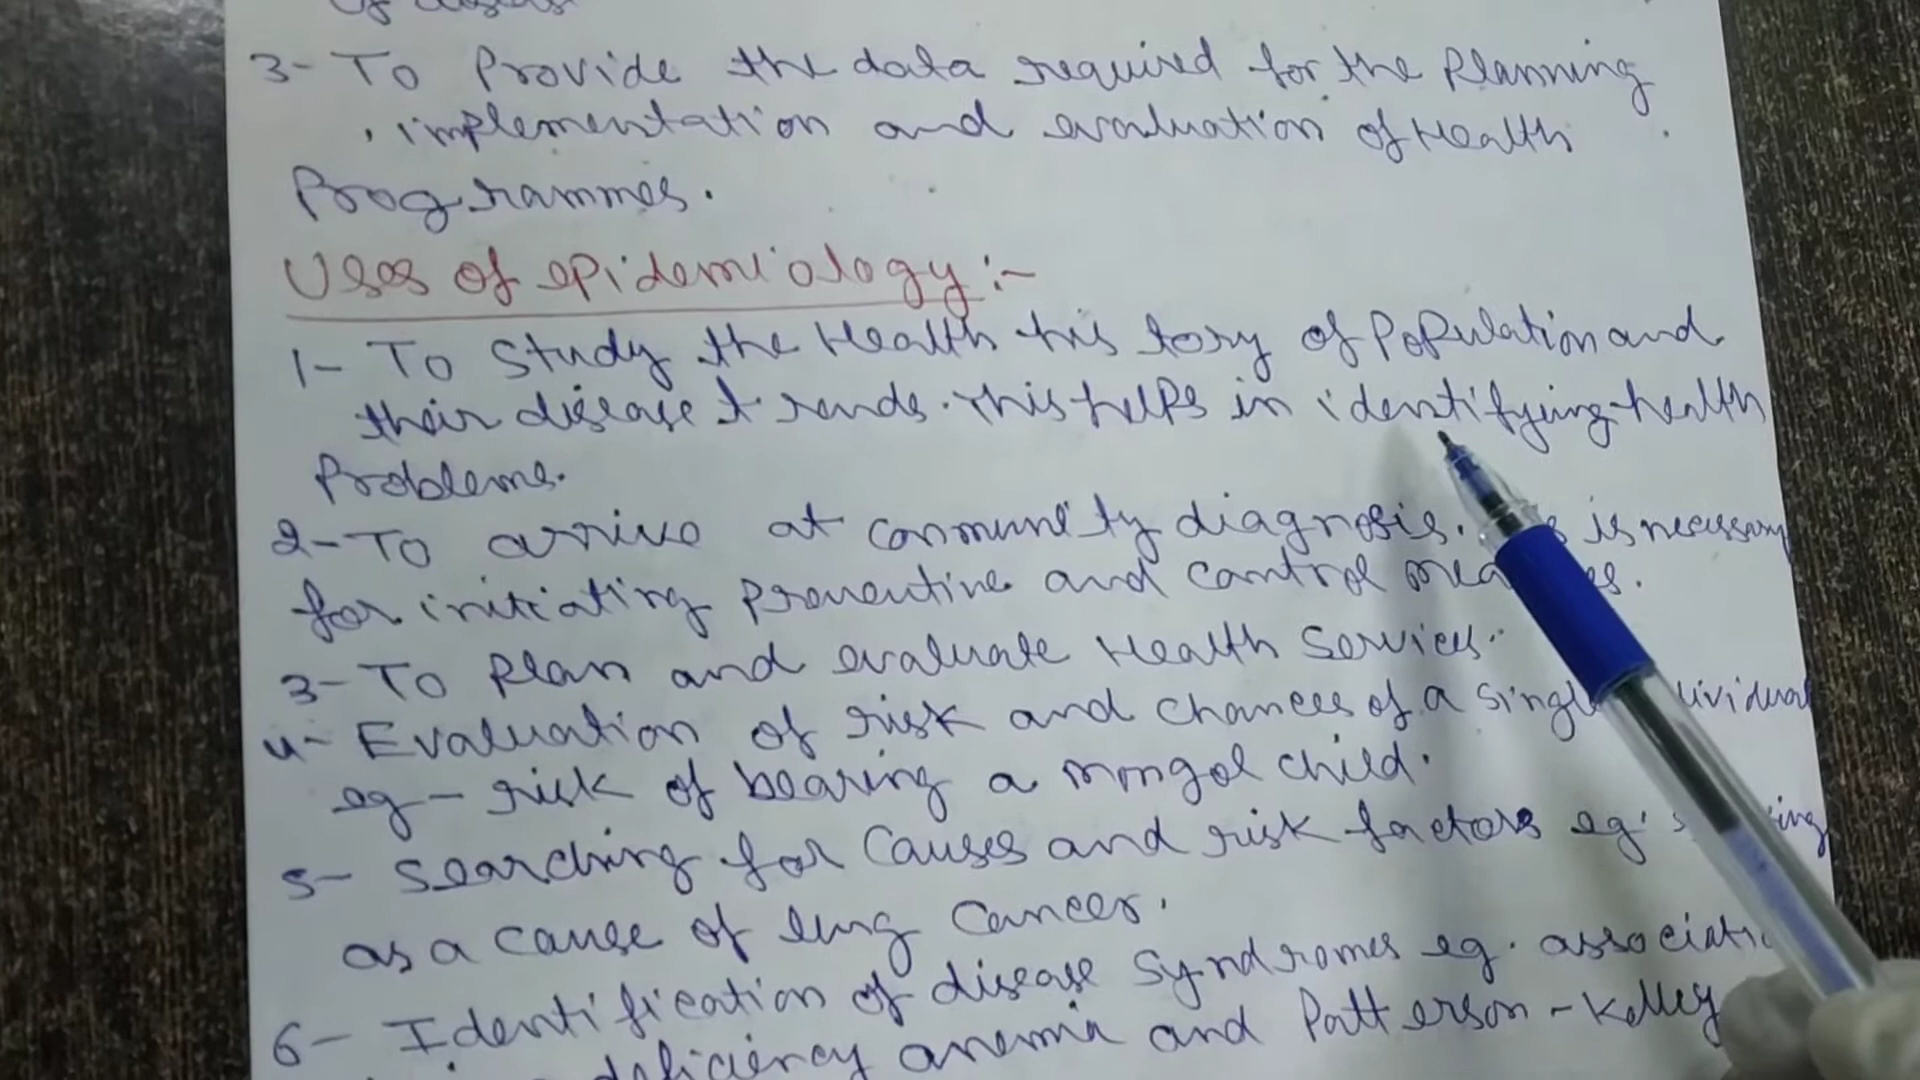 of disease
3- To Provide the data required for the Planning
, implementation and evaluation of Health
Programmes.
Uses of epidemiology:-
1- To Study the Health history of Population and
their disease trends. This helps in identifying health
Problems.
2- To arrive at community diagnosis. is necessary
for initiating preventive and control
3- To Plan and evaluate Health Services.
4- Evaluation of risk and chances of a
eg - risk of bearing a mongol child.
5- Searching for Causes and risk factors eg.
as a cause of lung Cancer.
6- Identification of disease Syndromes eg.
deficiency anemia and Patterson-Kelley